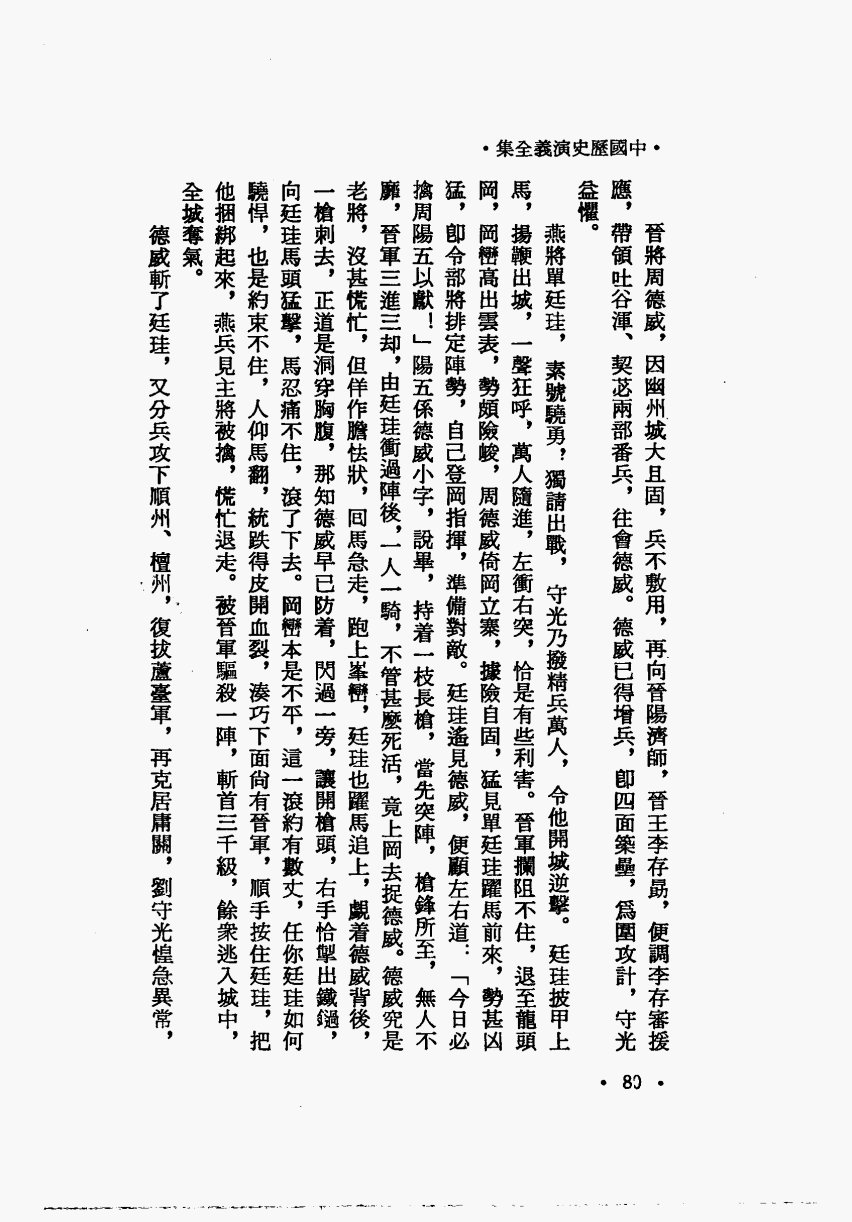 •中國歷史演義全集•
晉將周德威，因幽州城大且固，兵不敷用，再向晉陽濟師，晉王李存勗，便調李存審援
應，帶領吐谷渾、契苾兩部番兵，往會德威。德威已得增兵，卽四面築壘，爲圍攻計，守光
益懼。
燕將單廷珪，素號驍勇，獨請出戰，守光乃撥精兵萬人，令他開城逆擊。廷珪披甲上
馬，揚鞭出城，一聲狂呼，萬人隨進，左衝右突，恰是有些利害。晉軍攔阻不住，退至龍頭
岡，岡巒高出雲表，勢頗險峻，周德威倚岡立寨，據險自固，猛見單廷珪躍馬前來，勢甚凶
猛，卽令部將排定陣勢，自己登岡指揮，準備對敵。廷珪遙見德威，便顧左右道：「今日必
擒周陽五以獻！」陽五係德威小字，說畢，持着一枝長槍，當先突陣，槍鋒所至，無人不
靡，晉軍三進三却，由廷珪衝過陣後，一人一騎，不管甚麼死活，竟上岡去捉德威。德威究是
老將，沒甚慌忙，但佯作膽怯狀，回馬急走，跑上峯巒，廷珪也躍馬追上，覷着德威背後，
一槍刺去，正道是洞穿胸腹，那知德威早已防着，閃過一旁，讓開槍頭，右手恰掣出鐵鐹，
向廷珪馬頭猛擊，馬忍痛不住，滾了下去。岡巒本是不平，這一滾約有數丈，任你廷珪如何
驍悍，也是約束不住，人仰馬翻，統跌得皮開血裂，湊巧下面尙有晉軍，順手按住廷珪，把
他捆綁起來，燕兵見主將被擒，慌忙退走。被晉軍驅殺一陣，斬首三千級，餘衆逃入城中，
全城奪氣。
德威斬了廷珪，又分兵攻下順州、檀州，復拔蘆臺軍，再克居庸關，劉守光惶急異常，
• 80 •